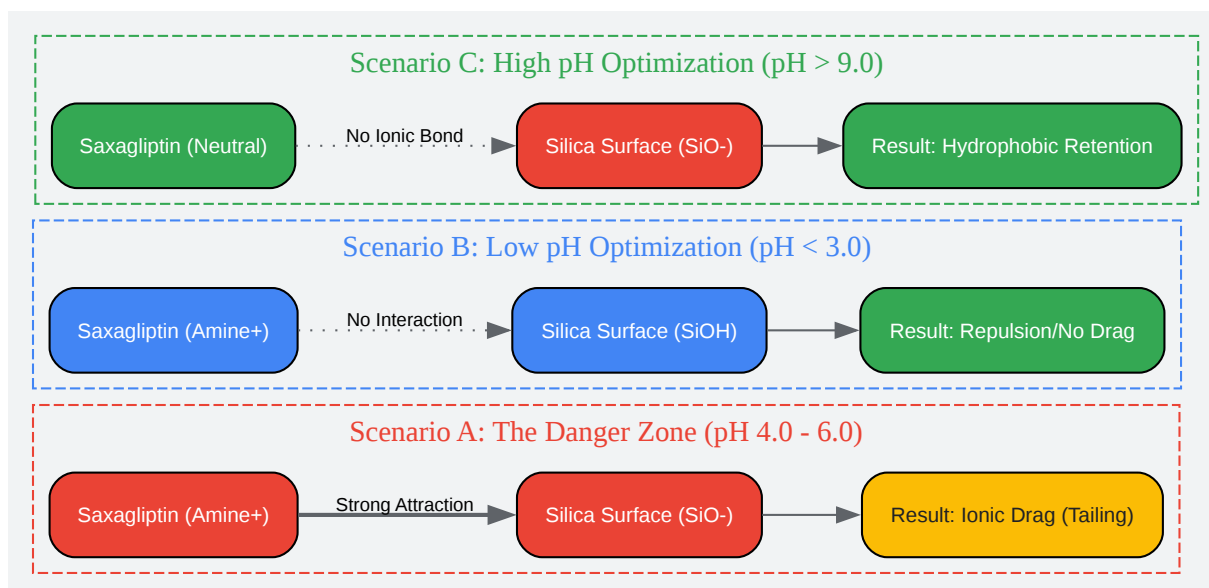 Scenario C: High pH Optimization (pH > 9.0)
Saxagliptin (Neutral)
No Ionic Bond
Silica Surface (SiO-)
Result: Hydrophobic Retention
Scenario B: Low pH Optimization (pH < 3.0)
Saxagliptin (Amine+)
No Interaction
Silica Surface (SiOH)
Result: Repulsion/No Drag
Scenario A: The Danger Zone (pH 4.0 - 6.0)
Saxagliptin (Amine+)
Strong Attraction
Silica Surface (SiO-)
Result: Ionic Drag (Tailing)